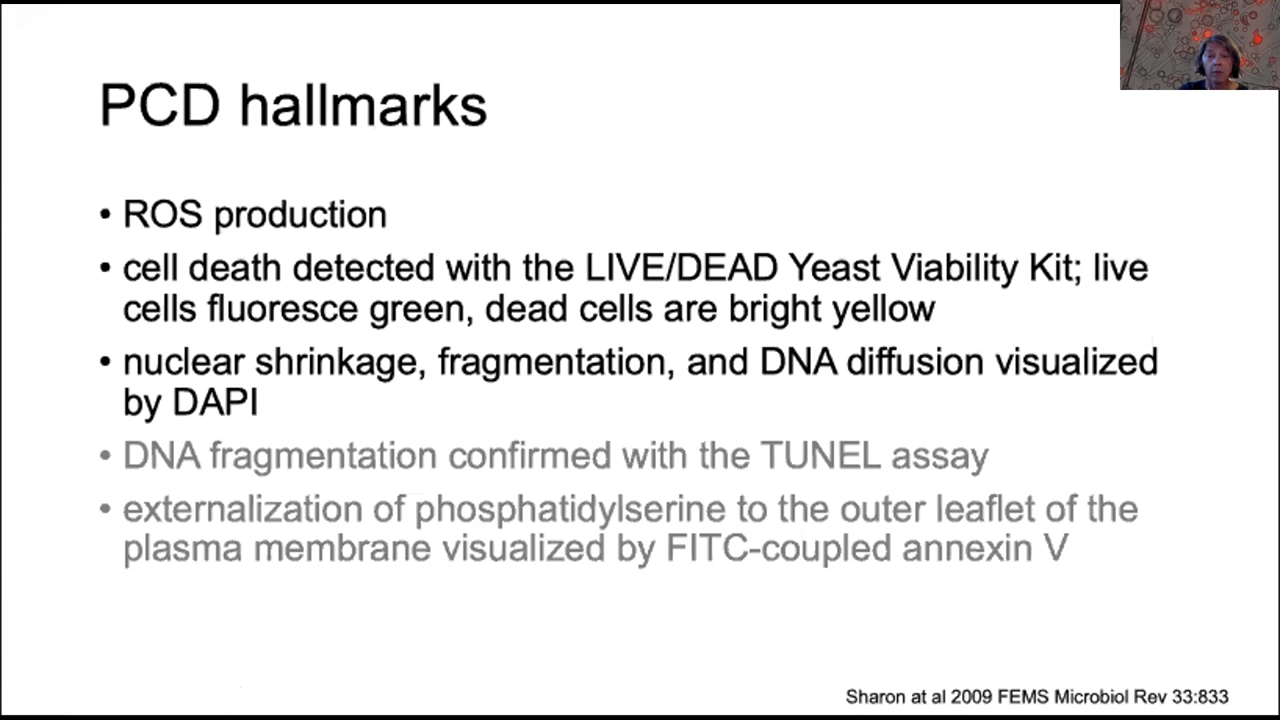 PCD hallmarks
• ROS production
• cell death detected with the LIVE/DEAD Yeast Viability Kit; live
cells fluoresce green, dead cells are bright yellow
• nuclear shrinkage, fragmentation, and DNA diffusion visualized
by DAPI
• DNA fragmentation confirmed with the TUNEL assay
• externalization of phosphatidylserine to the outer leaflet of the
plasma membrane visualized by FITC-coupled annexin V
Sharon at al 2009 FEMS Microbiol Rev 33:833